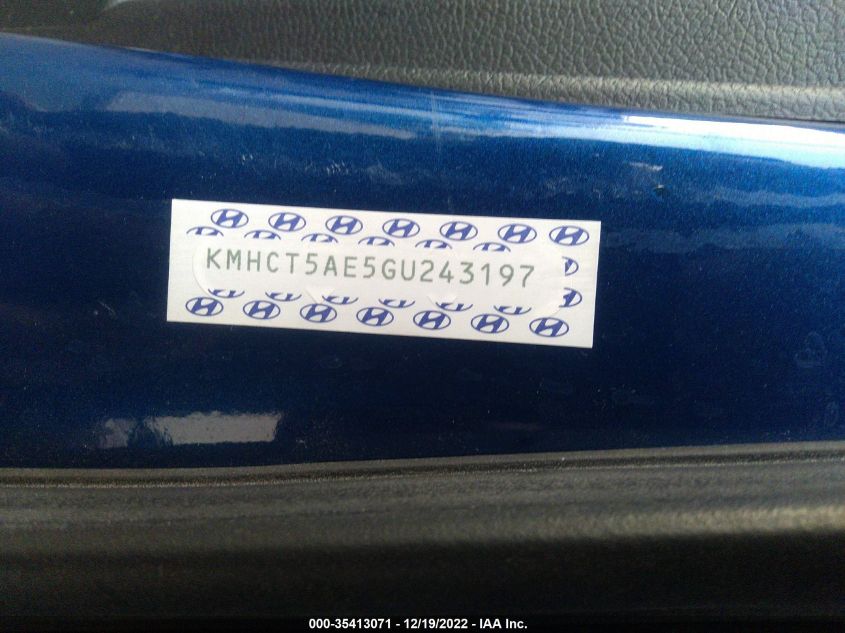 KMHCT5AE5GU243197
000-35413071 - 12/19/2022 - IAA Inc.